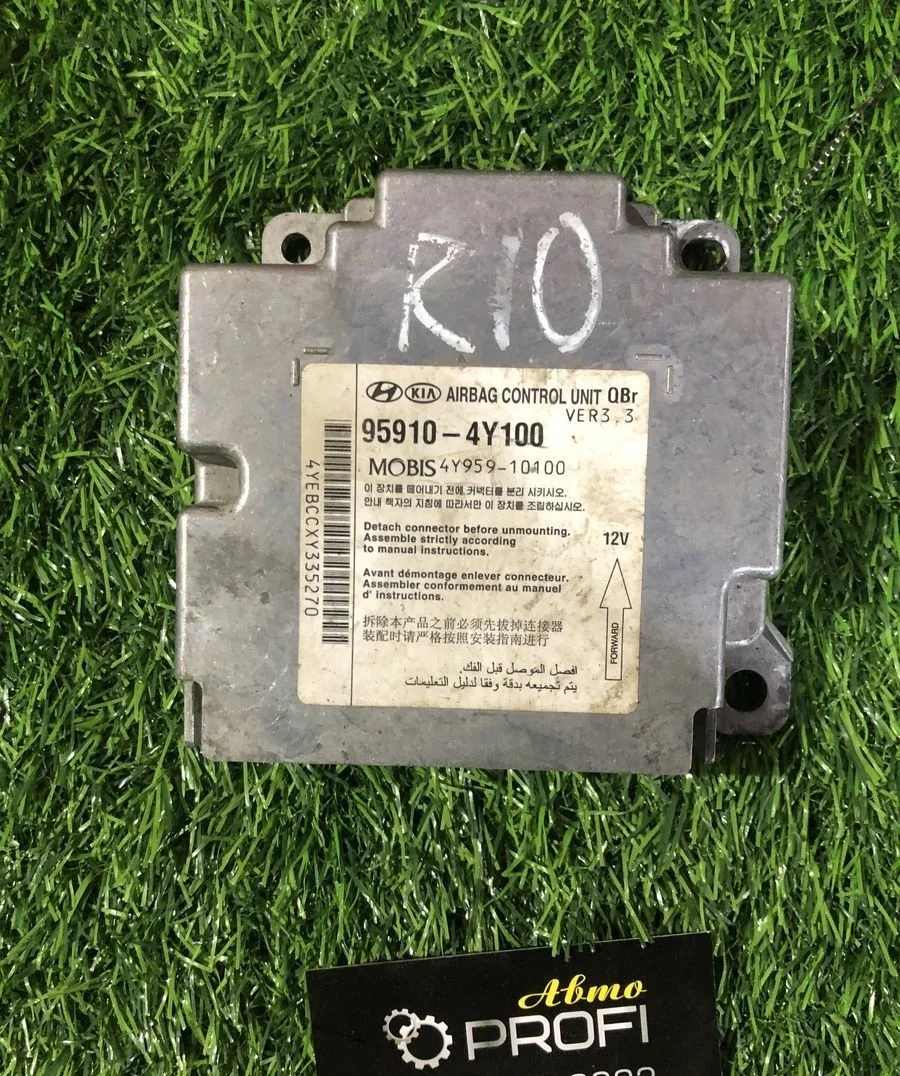 RIO
HYUNDAI KIA AIRBAG CONTROL UNIT QBr
VER3.3
95910-4Y100
MOBIS 4Y959-10100
이 장치를 떼어내기 전에 커넥터를 분리 시키시오.
안내 책자의 지침에 따라서만 이 장치를 조립하십시오.
Detach connector before unmounting.
Assemble strictly according
to manual instructions.
12V
Avant démontage enlever connecteur.
Assembler conformement au manuel
d' instructions.
FORWARD
拆除本产品之前必须先拔掉连接器
装配时请严格按照安装指南进行
افصل الموصل قبل الفك.
يتم تجميعه بدقة وفقا لدليل التعليمات
4YEBCCXY335270
Авто
PROFI